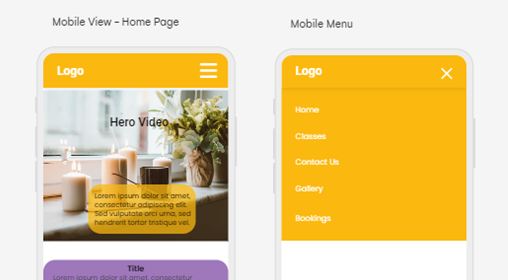 Mobile View - Home Page
Mobile Menu
Logo
Hero Video
Lorem ipsum dolor sit amet,
consectetur adipiscing elit.
Sed vulputate orci urna, sed
hendrerit tortor tristique vel.
Title
Lorem ipsum dolor sit amet, consectetur
Logo
Home
Classes
Contact Us
Gallery
Bookings